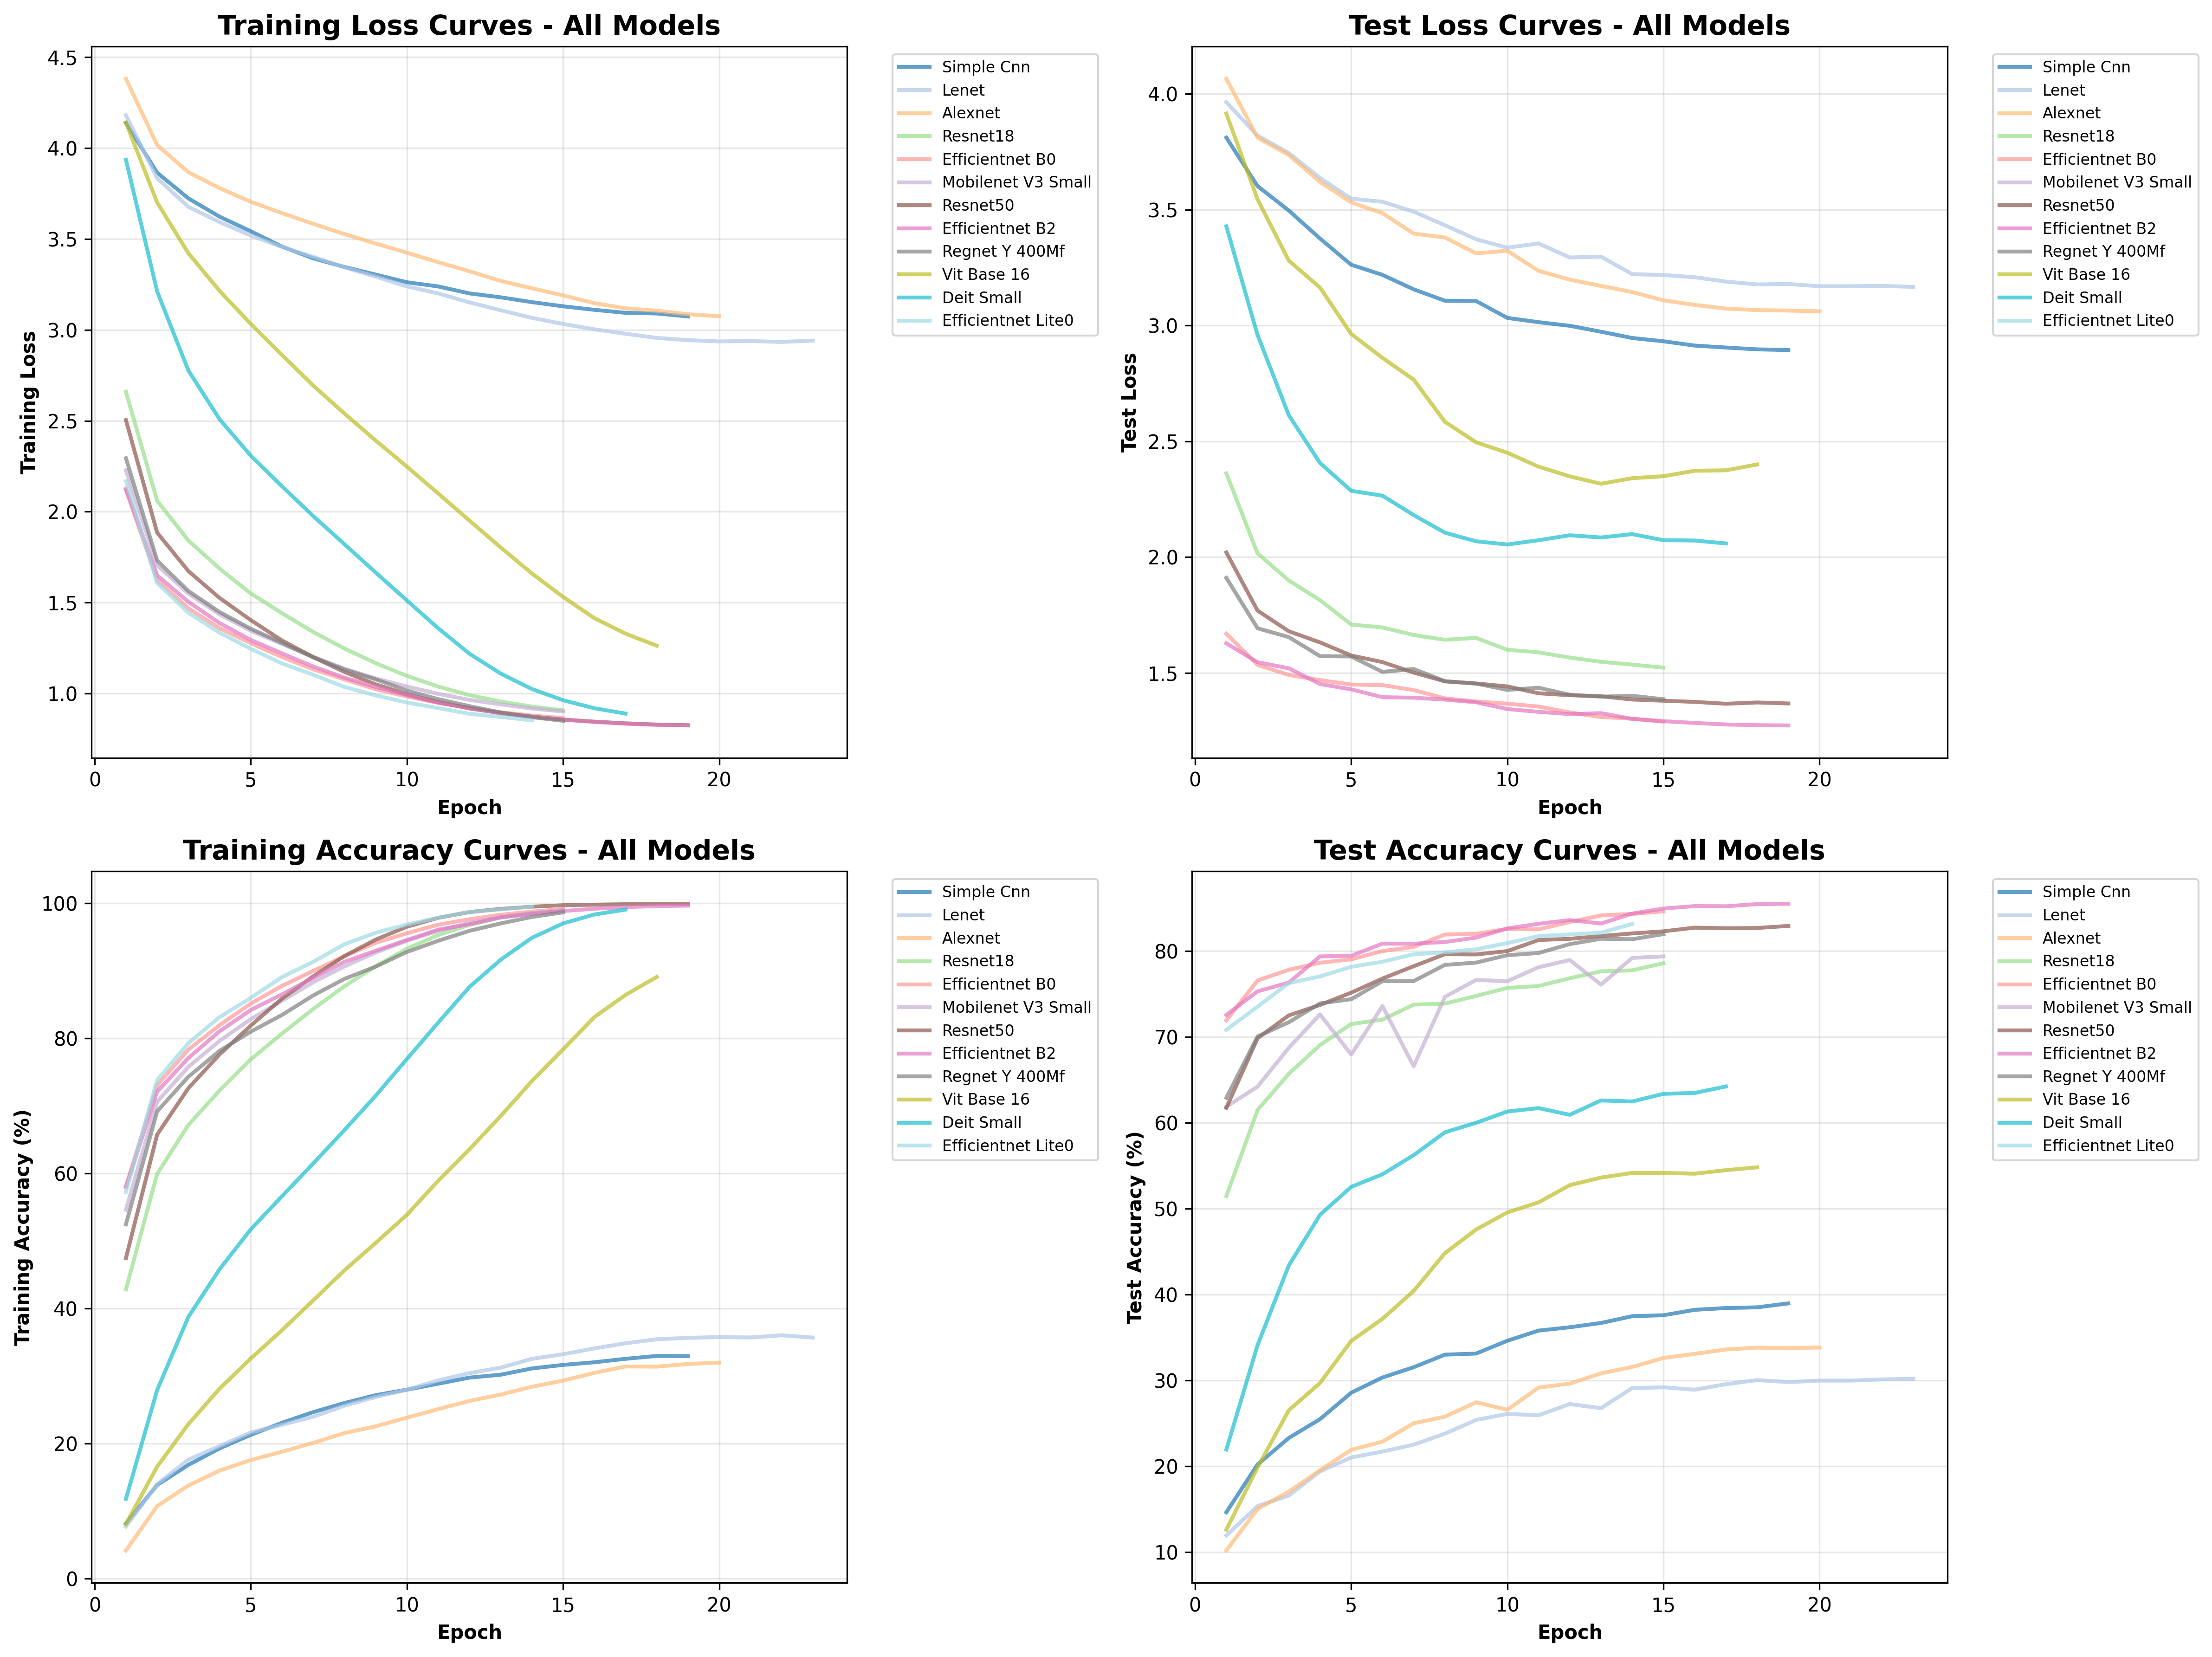 Training Loss Curves - All Models
4.5
4.0
3.5
3.0
2.5
2.0
1.5
1.0
Training Loss
0 5 10 15 20
Epoch
Simple Cnn
Lenet
Alexnet
Resnet18
Efficientnet B0
Mobilenet V3 Small
Resnet50
Efficientnet B2
Regnet Y 400Mf
Vit Base 16
Deit Small
Efficientnet Lite0
Test Loss Curves - All Models
4.0
3.5
3.0
2.5
2.0
1.5
Test Loss
0 5 10 15 20
Epoch
Simple Cnn
Lenet
Alexnet
Resnet18
Efficientnet B0
Mobilenet V3 Small
Resnet50
Efficientnet B2
Regnet Y 400Mf
Vit Base 16
Deit Small
Efficientnet Lite0
Training Accuracy Curves - All Models
100
80
60
40
20
0
Training Accuracy (%)
0 5 10 15 20
Epoch
Simple Cnn
Lenet
Alexnet
Resnet18
Efficientnet B0
Mobilenet V3 Small
Resnet50
Efficientnet B2
Regnet Y 400Mf
Vit Base 16
Deit Small
Efficientnet Lite0
Test Accuracy Curves - All Models
80
70
60
50
40
30
20
10
Test Accuracy (%)
0 5 10 15 20
Epoch
Simple Cnn
Lenet
Alexnet
Resnet18
Efficientnet B0
Mobilenet V3 Small
Resnet50
Efficientnet B2
Regnet Y 400Mf
Vit Base 16
Deit Small
Efficientnet Lite0